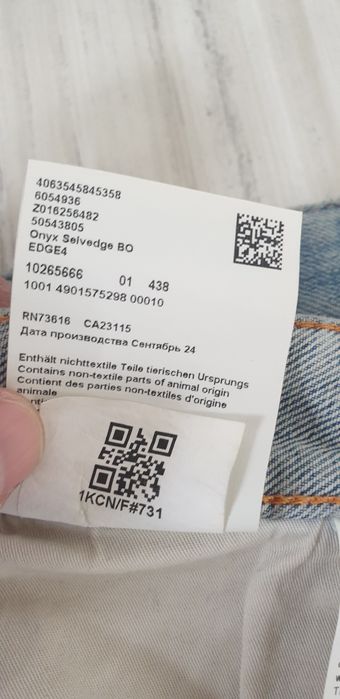 4063545845358
6054936
Z016256482
50543805
Onyx Selvedge BO
EDGE4
10265666 01 438
1001 4901575298 00010
RN73616 CA23115
Дата производства Сентябрь 24
Enthält nichttextile Teile tierischen Ursprungs
Contains non-textile parts of animal origin
Contient des parties non-textiles d'origine
animale
1KCN/F#731